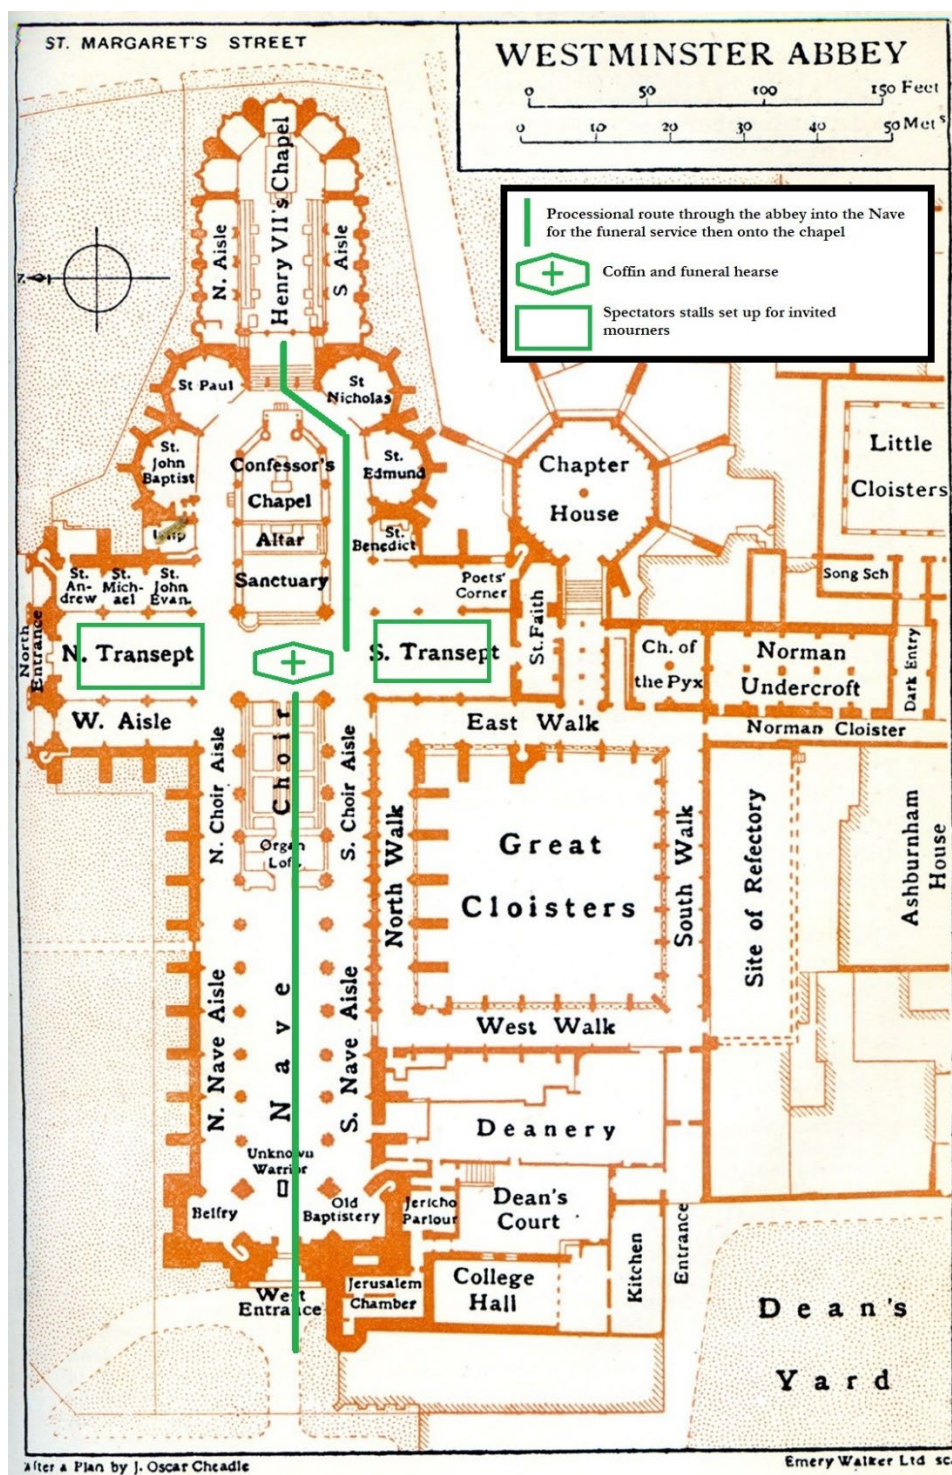 ST. MARGARET'S STREET
WESTMINSTER ABBEY
0 50 100 150 Feet
0 10 20 30 40 50 Metˢ
Processional route through the abbey into the Nave
for the funeral service then onto the chapel
Coffin and funeral hearse
Spectators stalls set up for invited
mourners
N. Aisle
Henry VII's Chapel
S Aisle
St Paul
St
Nicholas
St.
John
Baptist
Confessor's
Chapel
St.
Edmund
Chapter
House
Little
Cloisters
Islip
Altar
St.
Benedict
St.
An-
drew
St.
Mich-
ael
St.
John
Evan.
Sanctuary
Poets'
Corner
Song Sch
North
Entrance
N. Transept
S. Transept
St. Faith
Ch. of
the Pyx
Norman
Undercroft
Dark Entry
W. Aisle
East Walk
Norman Cloister
N. Choir Aisle
Choir
S. Choir Aisle
Organ
Loft
North Walk
Great
Cloisters
South Walk
Site of Refectory
Ashburnham
House
N. Nave Aisle
Nave
S. Nave Aisle
West Walk
Deanery
Unknown
Warrior
Belfry
Old
Baptistery
Jericho
Parlour
Dean's
Court
Kitchen
Entrance
West
Entrance
Jerusalem
Chamber
College
Hall
Dean's
Yard
After a Plan by J. Oscar Cheadle
Emery Walker Ltd sc